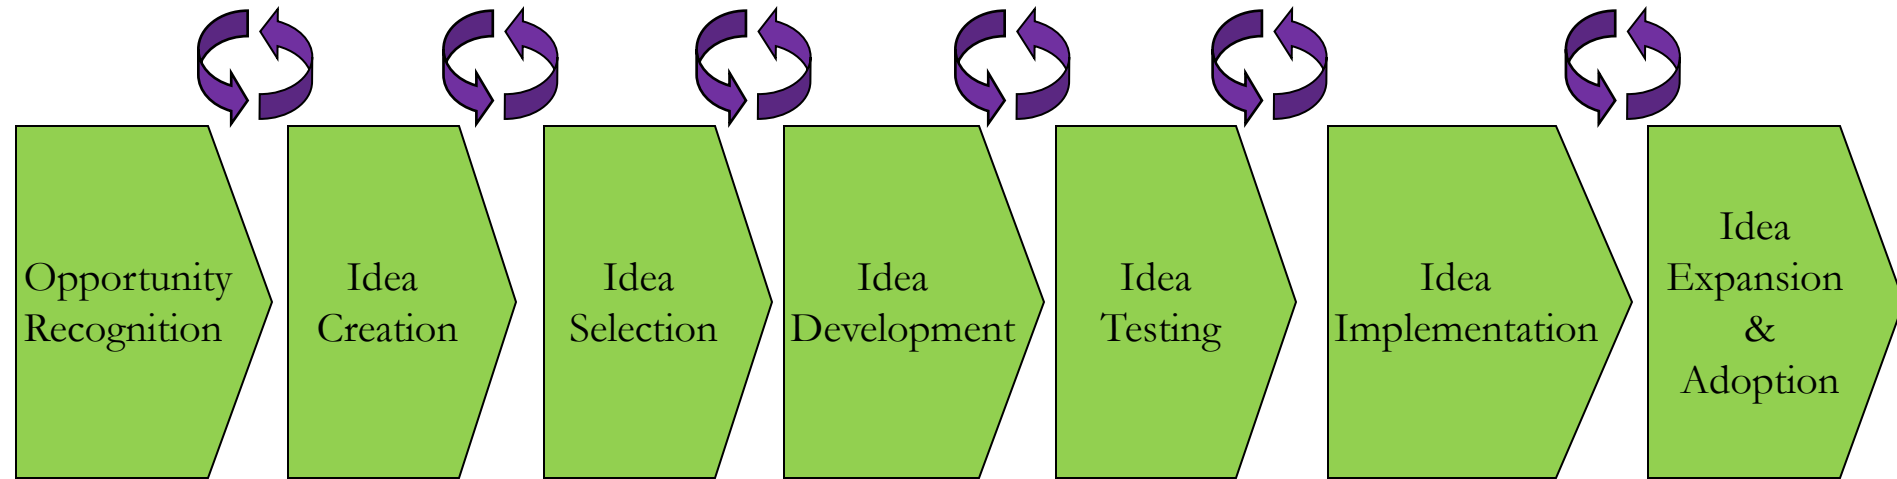 Opportunity
Recognition
Idea
Creation
Idea
Selection
Idea
Development
Idea
Testing
Idea
Implementation
Idea
Expansion
&
Adoption